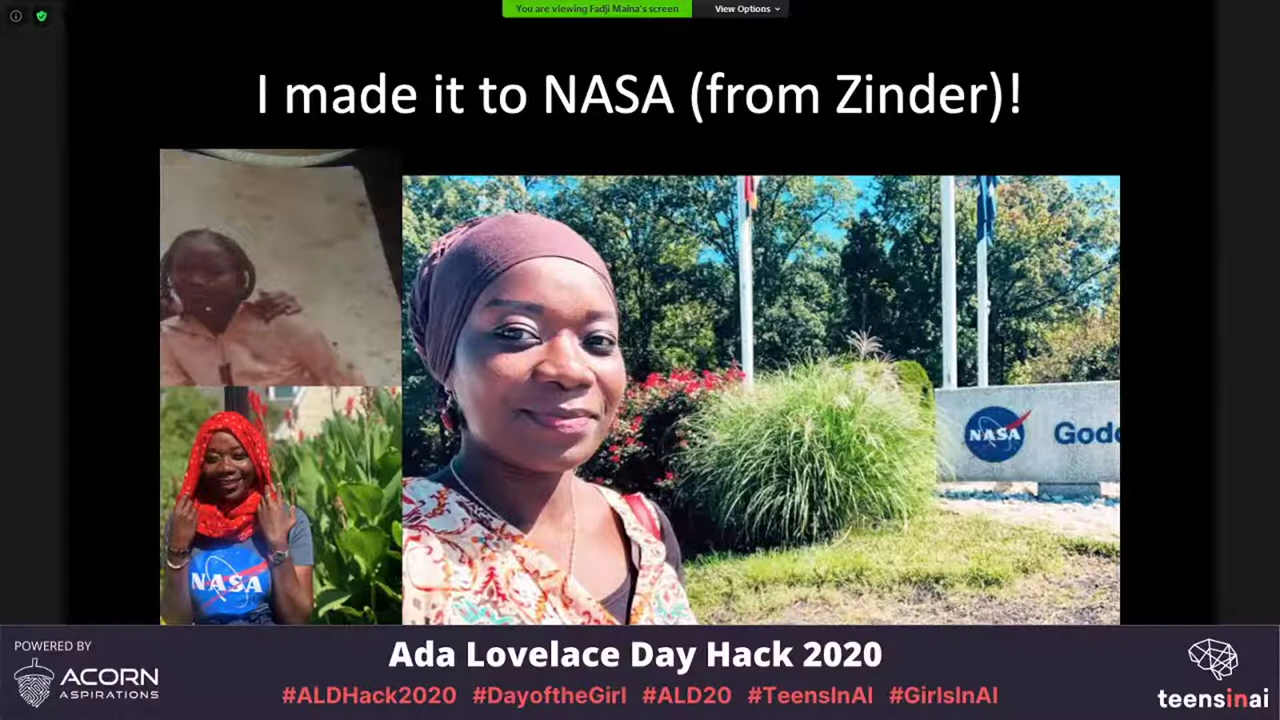 You are viewing Fadji Maina's screen
View Options
I made it to NASA (from Zinder)!
NASA
NASA
Godd
POWERED BY
ACORN
ASPIRATIONS
Ada Lovelace Day Hack 2020
#ALDHack2020 #DayoftheGirl #ALD20 #TeensInAI #GirlsInAI
teensinai